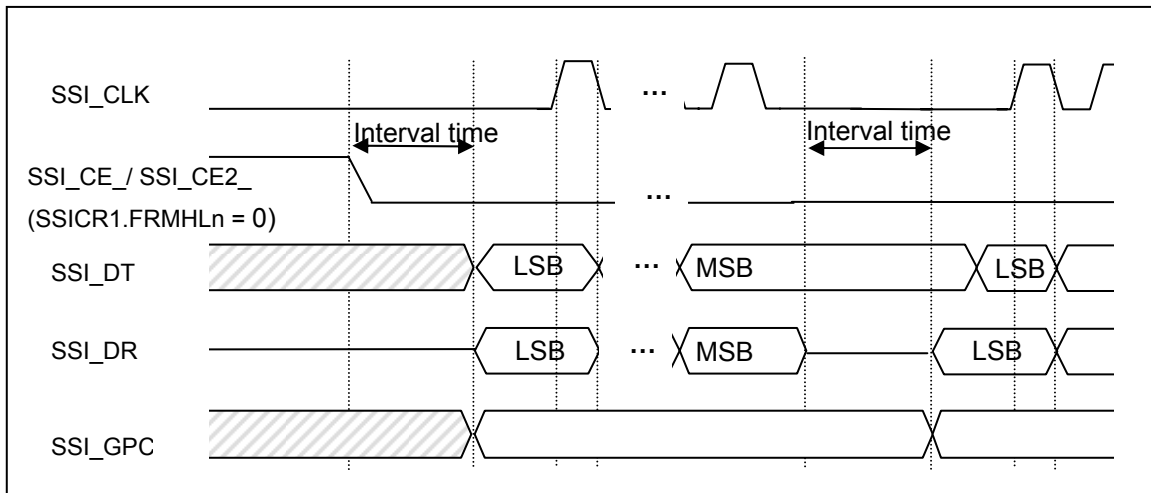 SSI_CLK
...
Interval time
Interval time
SSI_CE_/ SSI_CE2_
...
(SSICR1.FRMHLn = 0)
SSI_DT
LSB
...
MSB
LSB
SSI_DR
LSB
...
MSB
LSB
SSI_GPC